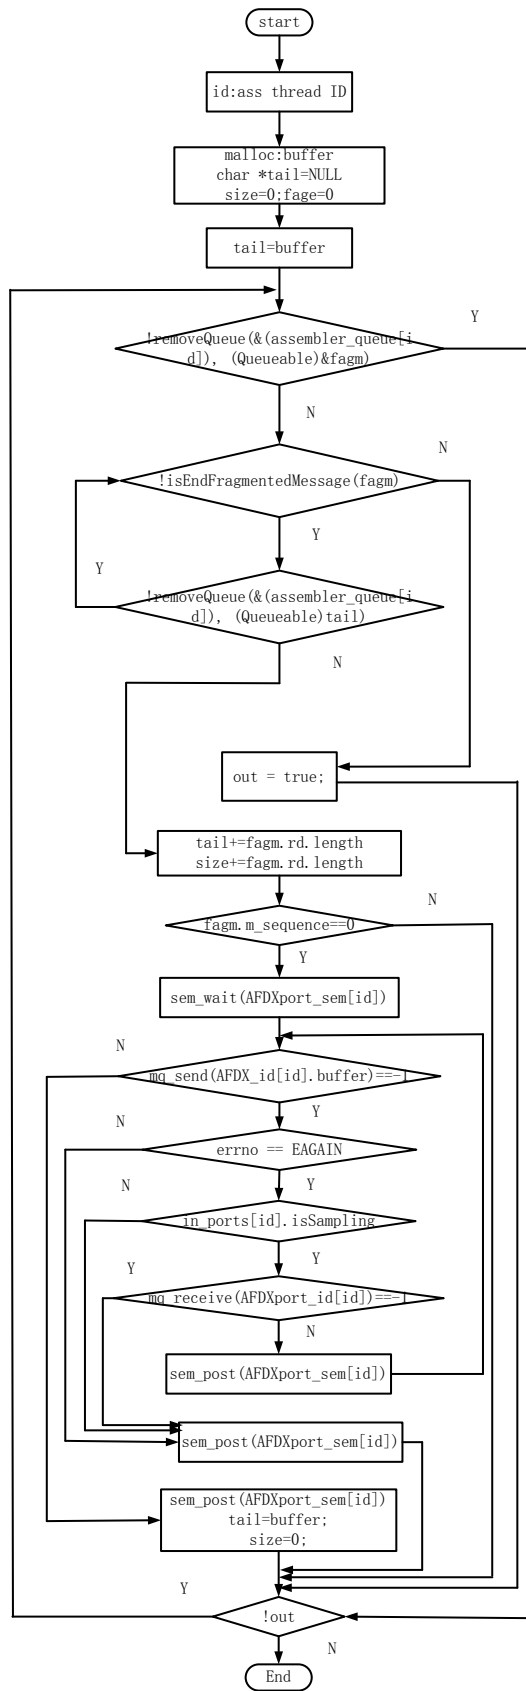 start
id:ass thread ID
malloc:buffer
char *tail=NULL
size=0;fage=0
tail=buffer
Y
!removeQueue(&(assembler_queue[i
d]), (Queueable)&fagm)
N
N
!isEndFragmentedMessage(fagm)
Y
Y
!removeQueue(&(assembler_queue[i
d]), (Queueable)tail)
N
out = true;
tail+=fagm.rd.length
size+=fagm.rd.length
N
fagm.m_sequence==0
Y
sem_wait(AFDXport_sem[id])
N
mq_send(AFDX_id[id].buffer)==-1
Y
N
errno == EAGAIN
N
Y
in_ports[id].isSampling
Y
Y
mq_receive(AFDXport_id[id])==-1
N
sem_post(AFDXport_sem[id])
sem_post(AFDXport_sem[id])
sem_post(AFDXport_sem[id])
tail=buffer;
size=0;
Y
!out
N
End